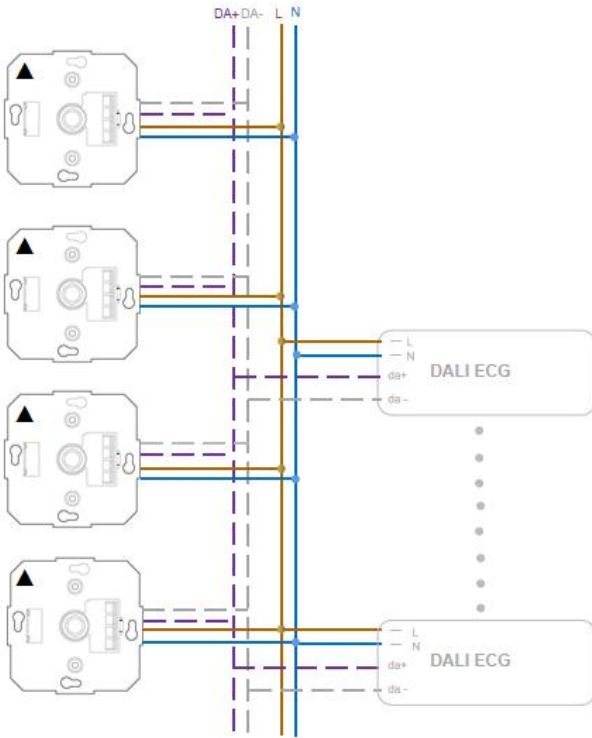 DA+ DA- L N
L
N
DALI ECG
da+
da -
L
N
DALI ECG
da+
da -